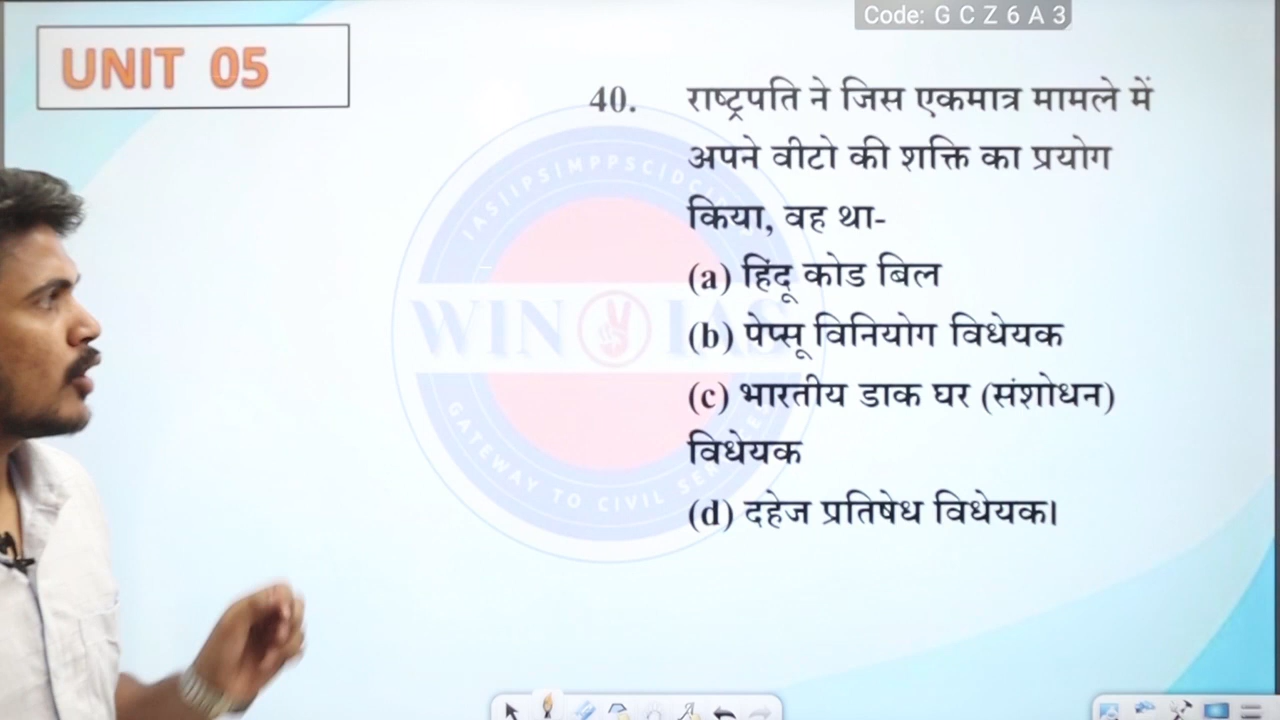 Code: G C Z 6 A 3
UNIT 05
40. राष्ट्रपति ने जिस एकमात्र मामले में
अपने वीटो की शक्ति का प्रयोग
किया, वह था-
(a) हिंदू कोड बिल
(b) पेप्सू विनियोग विधेयक
(c) भारतीय डाक घर (संशोधन)
विधेयक
(d) दहेज प्रतिषेध विधेयक।
WIN IAS
GATEWAY TO CIVIL